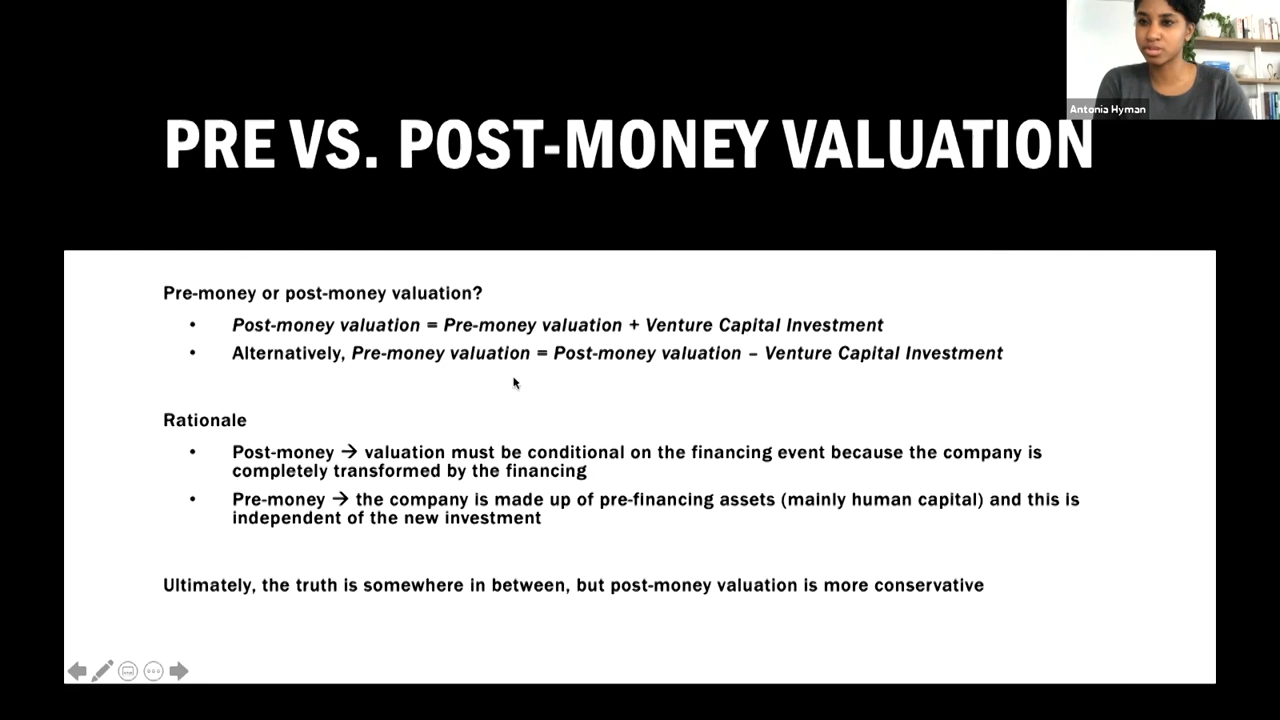 Antonia Hyman
PRE VS. POST-MONEY VALUATION
Pre-money or post-money valuation?
• Post-money valuation = Pre-money valuation + Venture Capital Investment
• Alternatively, Pre-money valuation = Post-money valuation – Venture Capital Investment
Rationale
• Post-money → valuation must be conditional on the financing event because the company is
completely transformed by the financing
• Pre-money → the company is made up of pre-financing assets (mainly human capital) and this is
independent of the new investment
Ultimately, the truth is somewhere in between, but post-money valuation is more conservative